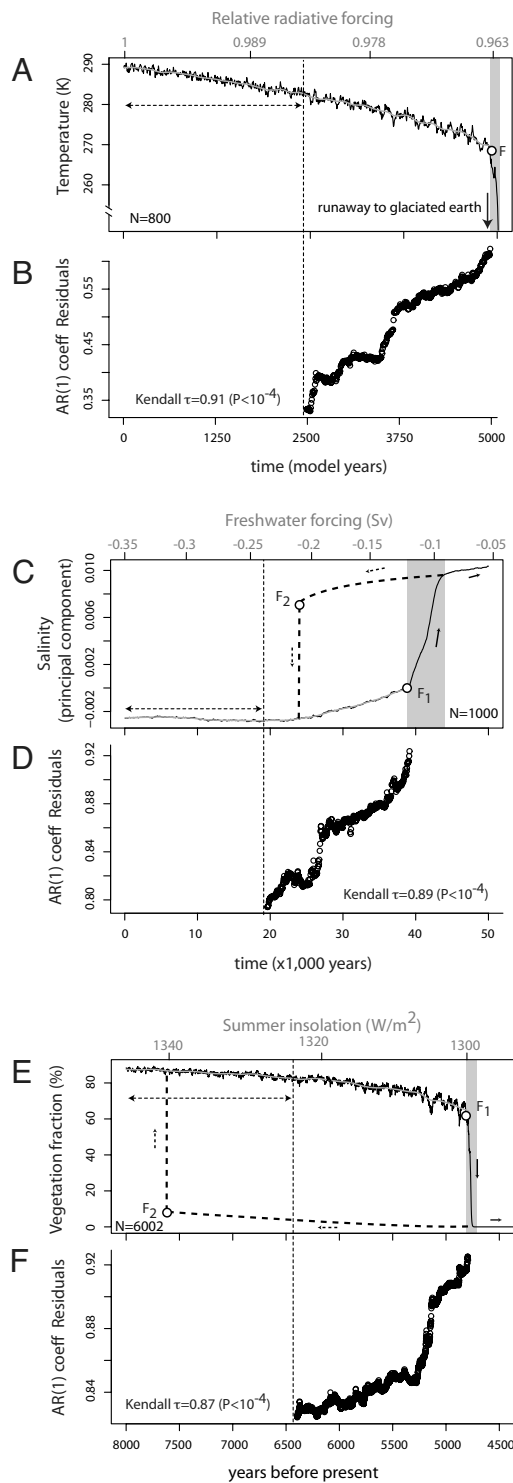 Relative radiative forcing
1 0.989 0.978 0.963
A
Temperature (K)
290
280
270
260
F
N=800
runaway to glaciated earth
B
AR(1) coeff Residuals
0.55
0.45
0.35
Kendall τ=0.91 (P<10⁻⁴)
0 1250 2500 3750 5000
time (model years)
Freshwater forcing (Sv)
-0.35 -0.3 -0.2 -0.1
C
Salinity
(principal component)
0.010
0.006
0.002
−0.002
F₂
F₁
N=1000
D
AR(1) coeff Residuals
0.92
0.88
0.84
0.80
Kendall τ=0.89 (P<10⁻⁴)
0 10 20 30 40 50
time (x1,000 years)
Summer insolation (W/m²)
1340 1320 1300
E
Vegetation fraction (%)
80
60
40
20
0
F₁
F₂
N=6002
F
AR(1) coeff Residuals
0.92
0.88
0.84
Kendall τ=0.87 (P<10⁻⁴)
8000 7500 7000 6500 6000 5500 5000 4500
years before present